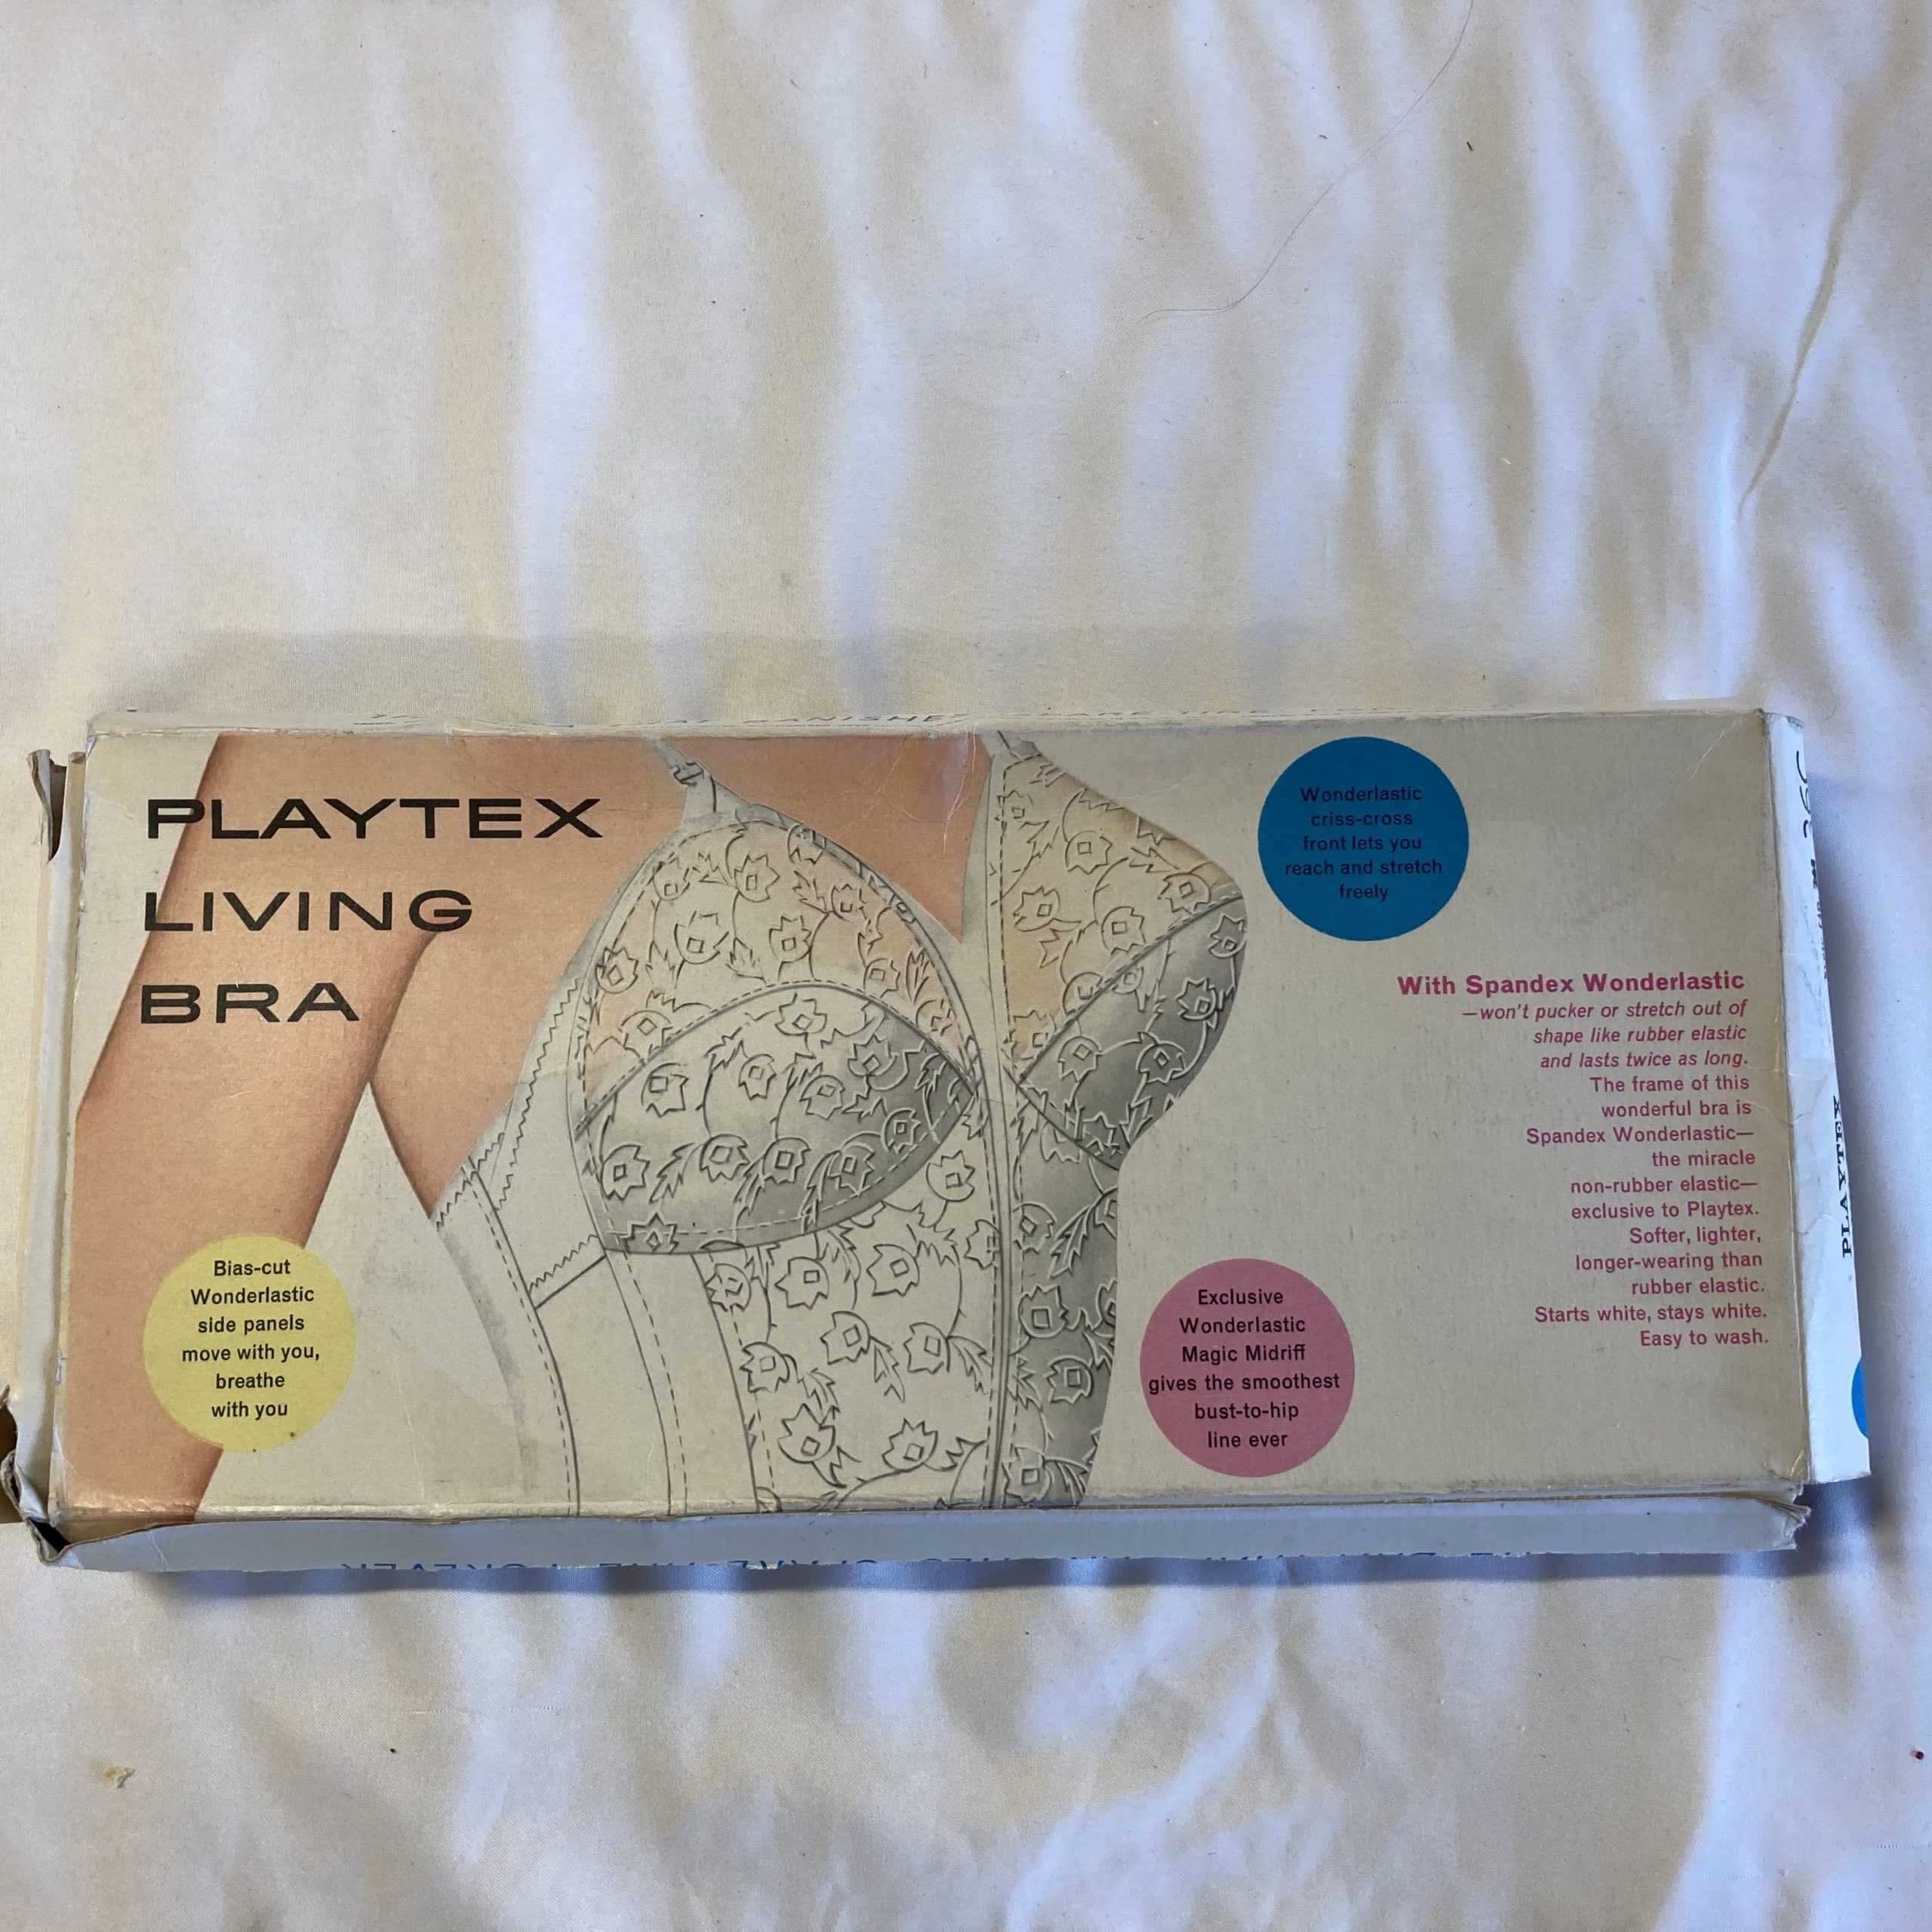 PLAYTEX
LIVING
BRA
Wonderlastic
criss-cross
front lets you
reach and stretch
freely
With Spandex Wonderlastic
—won't pucker or stretch out of
shape like rubber elastic
and lasts twice as long.
The frame of this
wonderful bra is
Spandex Wonderlastic—
the miracle
non-rubber elastic—
exclusive to Playtex.
Softer, lighter,
longer-wearing than
rubber elastic.
Starts white, stays white.
Easy to wash.
Bias-cut
Wonderlastic
side panels
move with you,
breathe
with you
Exclusive
Wonderlastic
Magic Midriff
gives the smoothest
bust-to-hip
line ever
PLAYTEX